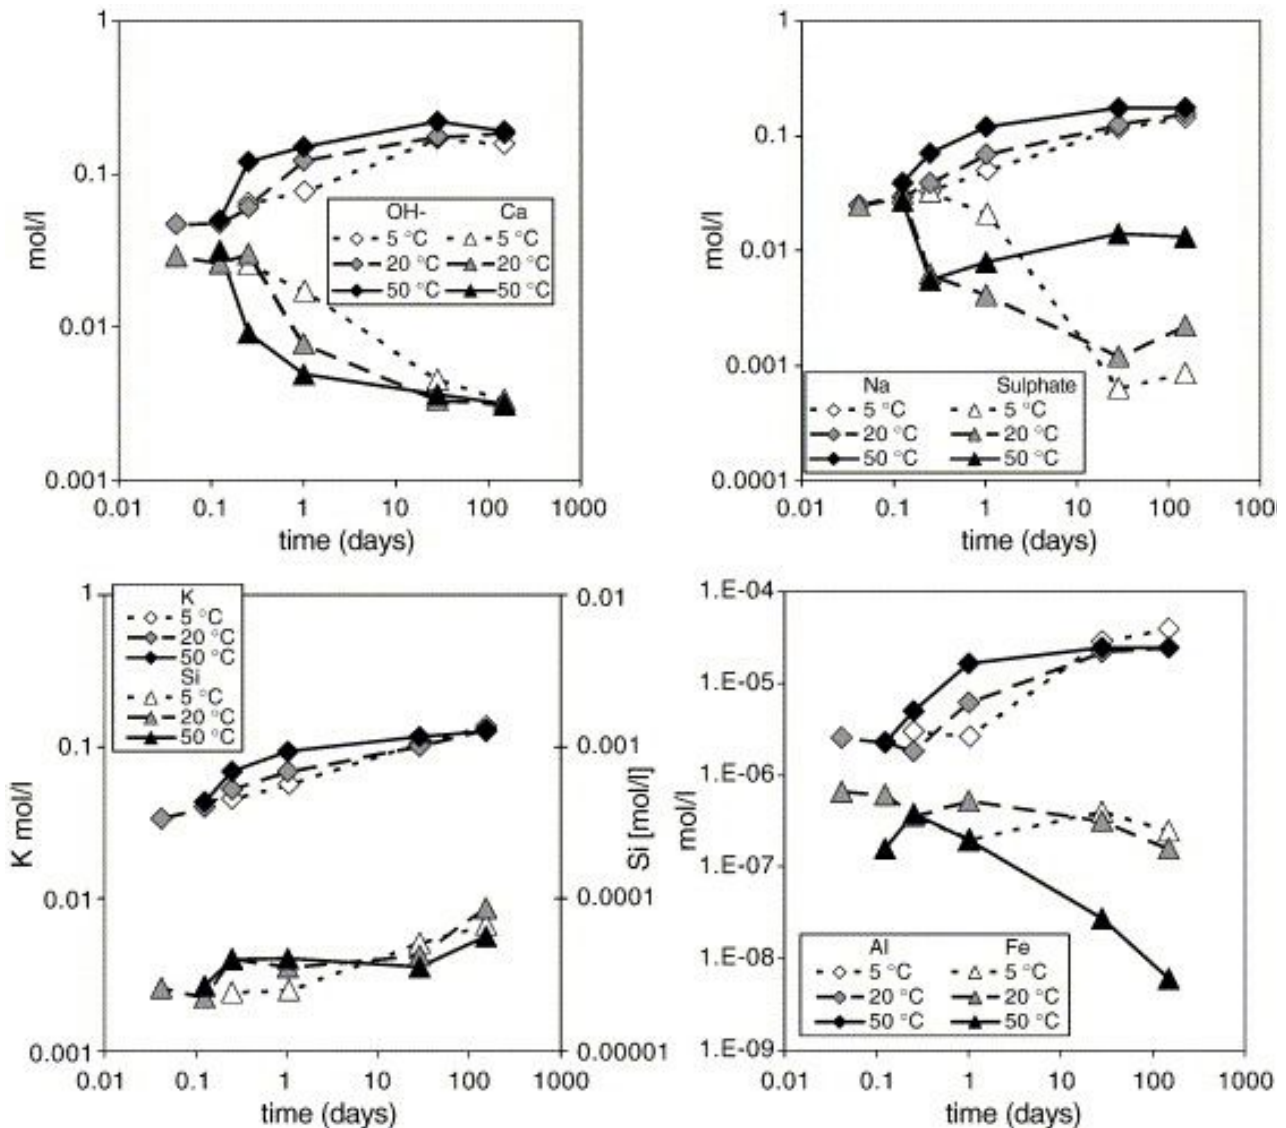 1
0.1
0.01
0.001
mol/l
0.01 0.1 1 10 100 1000
time (days)
OH- Ca
5 °C 5 °C
20 °C 20 °C
50 °C 50 °C
1
0.1
0.01
0.001
0.0001
mol/l
0.01 0.1 1 10 100 1000
time (days)
Na Sulphate
5 °C 5 °C
20 °C 20 °C
50 °C 50 °C
1
0.1
0.01
0.001
K mol/l
K
5 °C
20 °C
50 °C
Si
5 °C
20 °C
50 °C
0.01
0.001
0.0001
0.00001
Si [mol/l]
0.01 0.1 1 10 100 1000
time (days)
1.E-04
1.E-05
1.E-06
1.E-07
1.E-08
1.E-09
mol/l
0.01 0.1 1 10 100 1000
time (days)
Al Fe
5 °C 5 °C
20 °C 20 °C
50 °C 50 °C